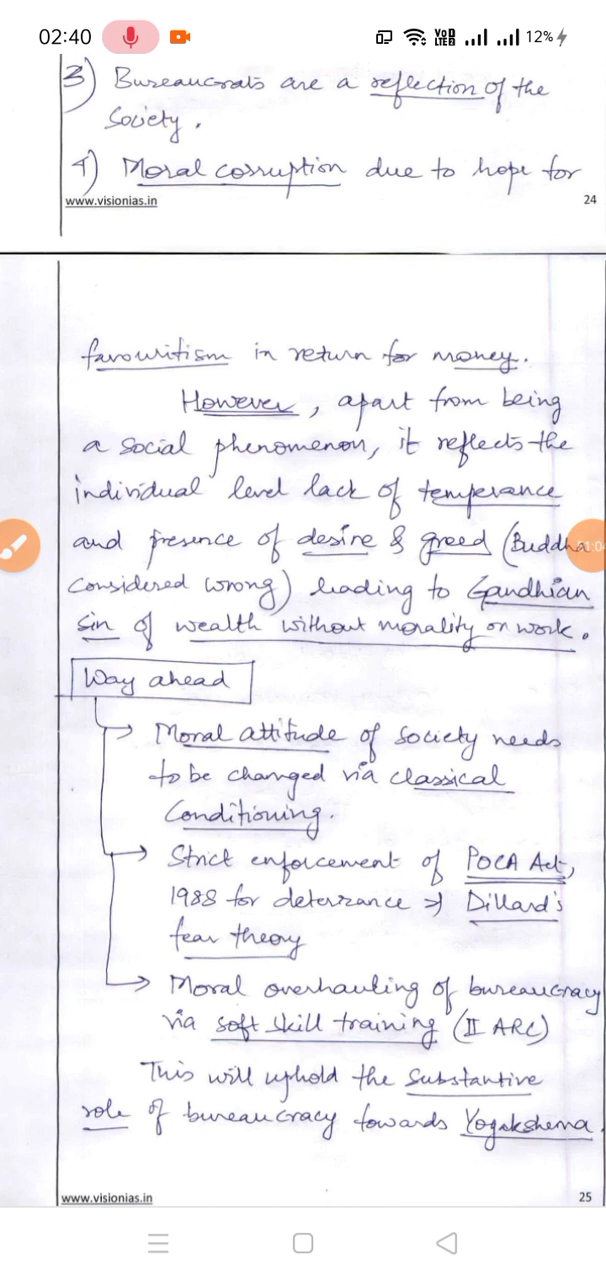 02:40
VoD LTE2 12%
3) Bureaucrats are a reflection of the
Society.
4) Moral corruption due to hope for
www.visionias.in 24
favouritism in return for money.
However, apart from being
a social phenomenon, it reflects the
individual level lack of temperance
and presence of desire & greed (Buddha
considered wrong) leading to Gandhian
sin of wealth without morality or work.
Way ahead
→ Moral attitude of society needs
to be changed via classical
Conditioning.
→ Strict enforcement of POCA Act,
1988 for deterrance ⇒ Dillard's
fear theory
→ Moral overhauling of bureaucracy
via soft skill training (II ARC)
This will uphold the substantive
role of bureaucracy towards Yogakshema.
www.visionias.in 25